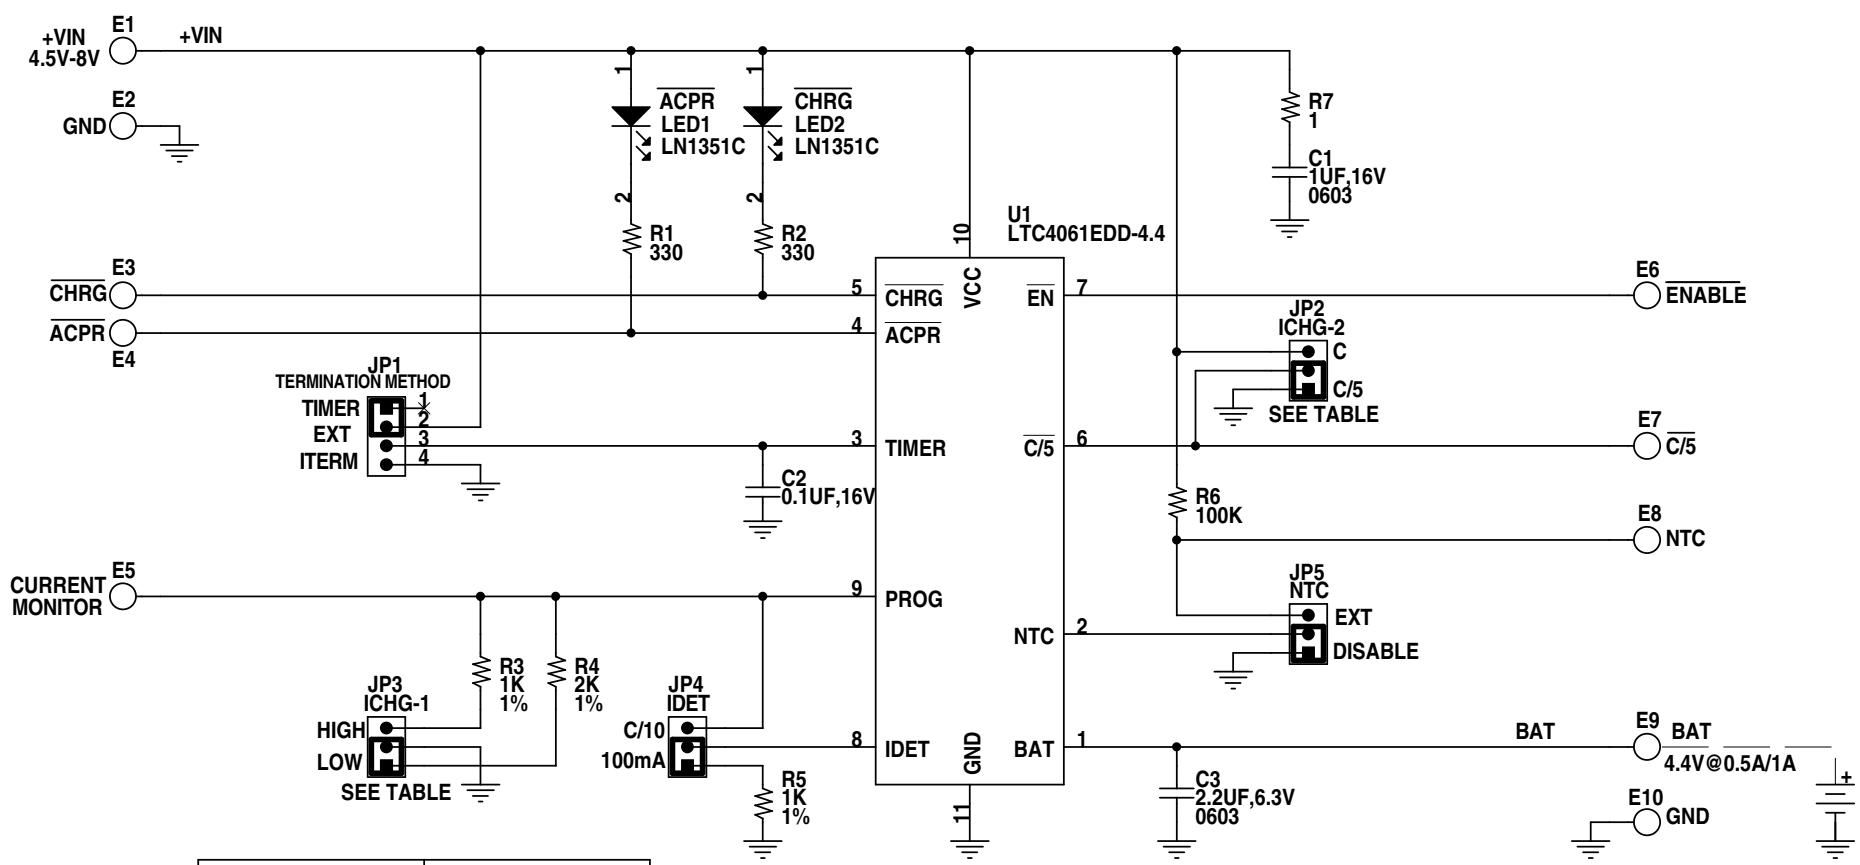 +VIN
4.5V-8V
E1
+VIN
E2
GND
1
ACPR
LED1
LN1351C
2
R1
330
1
CHRG
LED2
LN1351C
2
R2
330
R7
1
C1
1UF,16V
0603
U1
LTC4061EDD-4.4
10
VCC
E3
CHRG
5
CHRG
E4
ACPR
4
ACPR
EN
7
E6
ENABLE
JP2
ICHG-2
C
C/5
SEE TABLE
JP1
TERMINATION METHOD
TIMER
1
2
EXT
3
ITERM
4
3
TIMER
C2
0.1UF,16V
C/5
6
E7
C/5
R6
100K
E8
NTC
E5
CURRENT
MONITOR
9
PROG
JP5
NTC
EXT
DISABLE
NTC
2
R3
1K
1%
R4
2K
1%
JP3
ICHG-1
HIGH
LOW
SEE TABLE
JP4
IDET
C/10
100mA
8
IDET
R5
1K
1%
GND
11
BAT
1
BAT
E9
BAT
4.4V@0.5A/1A
+
C3
2.2UF,6.3V
0603
E10
GND